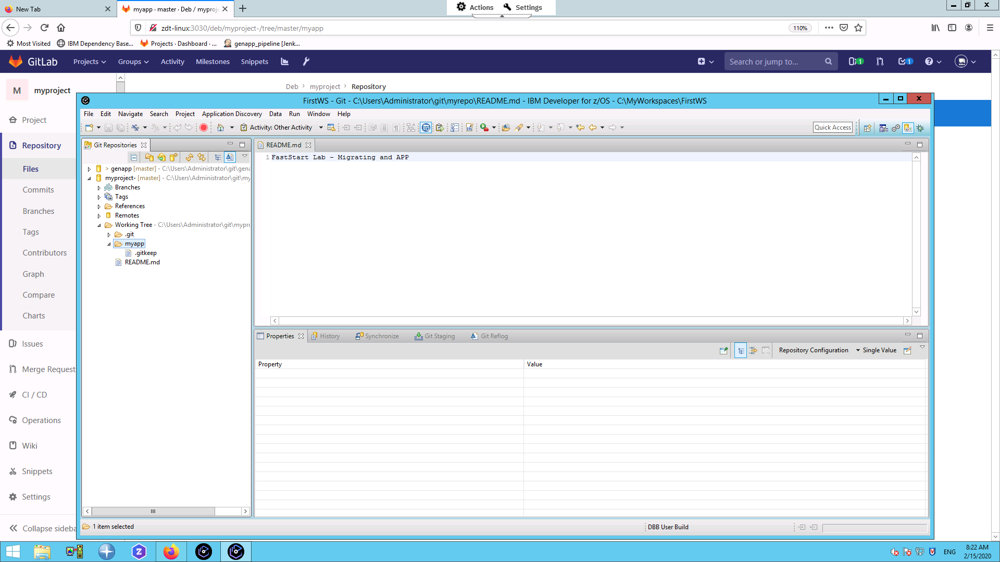 New Tab
myapp · master · Deb / myproje
Actions
Settings
zdt-linux:3030/deb/myproject-/tree/master/myapp
110%
Most Visited
IBM Dependency Base...
Projects · Dashboard · ...
genapp_pipeline [Jenk...
GitLab
Projects
Groups
Activity
Milestones
Snippets
Search or jump to...
1
1
M
myproject
Deb > myproject > Repository
Project
Repository
Files
Commits
Branches
Tags
Contributors
Graph
Compare
Charts
Issues
Merge Request
CI / CD
Operations
Wiki
Snippets
Settings
Collapse sideba
FirstWS - Git - C:\Users\Administrator\git\myrepo\README.md - IBM Developer for z/OS - C:\MyWorkspaces\FirstWS
File Edit Navigate Search Project Application Discovery Data Run Window Help
Activity: Other Activity
Quick Access
Git Repositories
> genapp [master] - C:\Users\Administrator\git\gena
myproject- [master] - C:\Users\Administrator\git\my
Branches
Tags
References
Remotes
Working Tree - C:\Users\Administrator\git\mypro
.git
myapp
.gitkeep
README.md
README.md
1 FastStart Lab - Migrating and APP
Properties
History
Synchronize
Git Staging
Git Reflog
Repository Configuration
Single Value
Property Value
1 item selected
DBB User Build
ENG
8:22 AM
2/15/2020